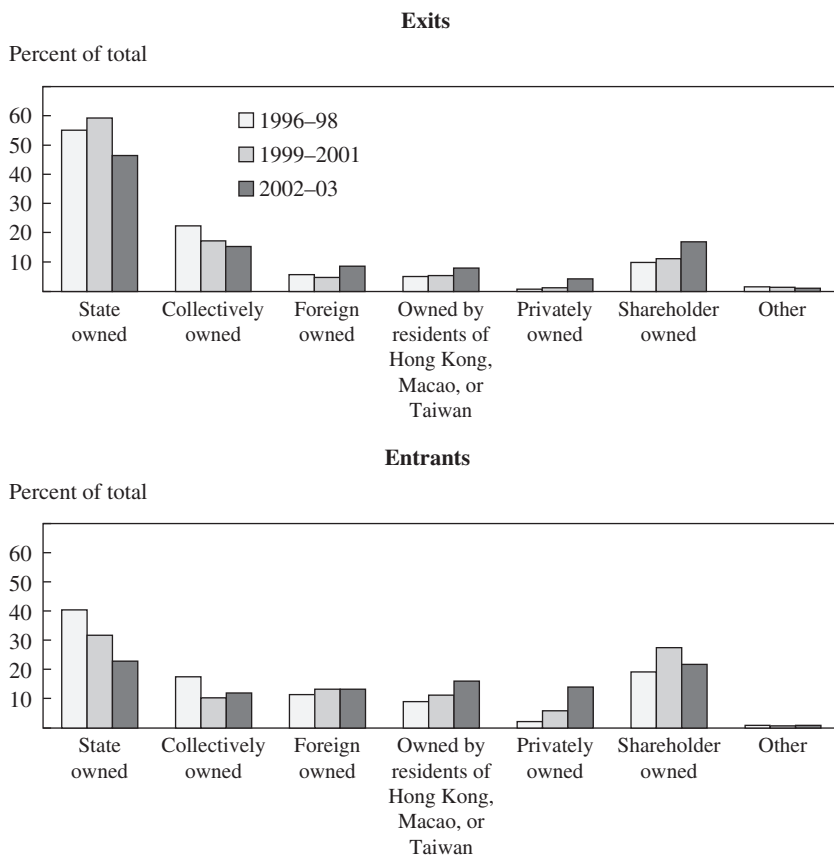 Exits
Percent of total
60
50
40
30
20
10
1996–98
1999–2001
2002–03
State
owned
Collectively
owned
Foreign
owned
Owned by
residents of
Hong Kong,
Macao, or
Taiwan
Privately
owned
Shareholder
owned
Other
Entrants
Percent of total
60
50
40
30
20
10
State
owned
Collectively
owned
Foreign
owned
Owned by
residents of
Hong Kong,
Macao, or
Taiwan
Privately
owned
Shareholder
owned
Other